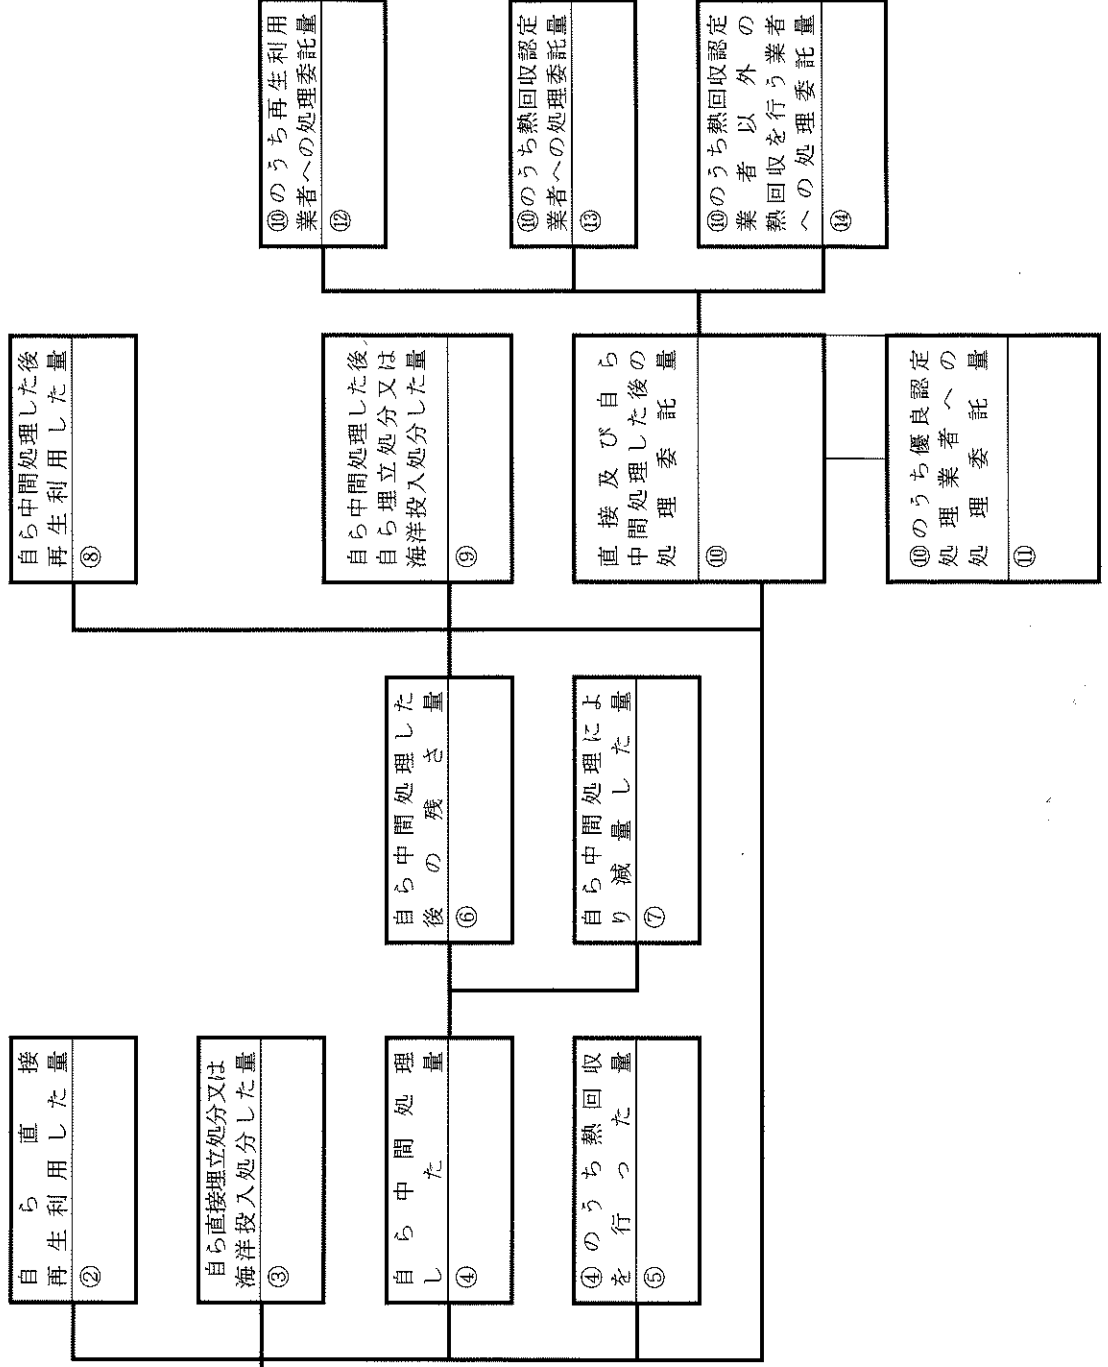 自ら直接
再生利用した量
②
自ら直接埋立処分又は
海洋投入処分した量
③
自ら中間処理
した量
④
④のうち熱回収
を行った量
⑤
自ら中間処理した
後の残さ量
⑥
自ら中間処理によ
り減量した量
⑦
自ら中間処理した後
再生利用した量
⑧
自ら中間処理した後、
自ら埋立処分又は
海洋投入処分した量
⑨
直接及び自ら
中間処理した後の
処理委託量
⑩
⑩のうち優良認定
処理業者への
処理委託量
⑪
⑩のうち再生利用
業者への処理委託量
⑫
⑩のうち熱回収認定
業者への処理委託量
⑬
⑩のうち熱回収認定
業者以外の
熱回収を行う業者
への処理委託量
⑭